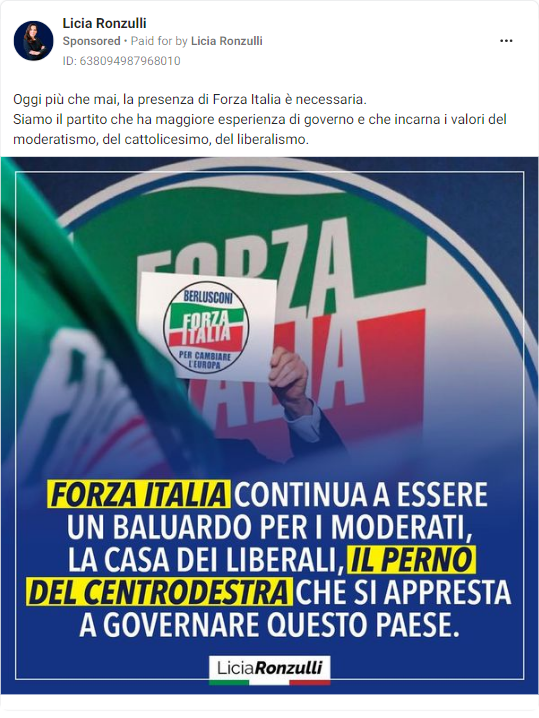 Licia Ronzulli
Sponsored • Paid for by Licia Ronzulli
ID: 638094987968010
Oggi più che mai, la presenza di Forza Italia è necessaria.
Siamo il partito che ha maggiore esperienza di governo e che incarna i valori del
moderatismo, del cattolicesimo, del liberalismo.
FORZA
ITALIA
BERLUSCONI
FORZA
ITALIA
PER CAMBIARE
L'EUROPA
FORZA ITALIA CONTINUA A ESSERE
UN BALUARDO PER I MODERATI,
LA CASA DEI LIBERALI, IL PERNO
DEL CENTRODESTRA CHE SI APPRESTA
A GOVERNARE QUESTO PAESE.
LiciaRonzulli